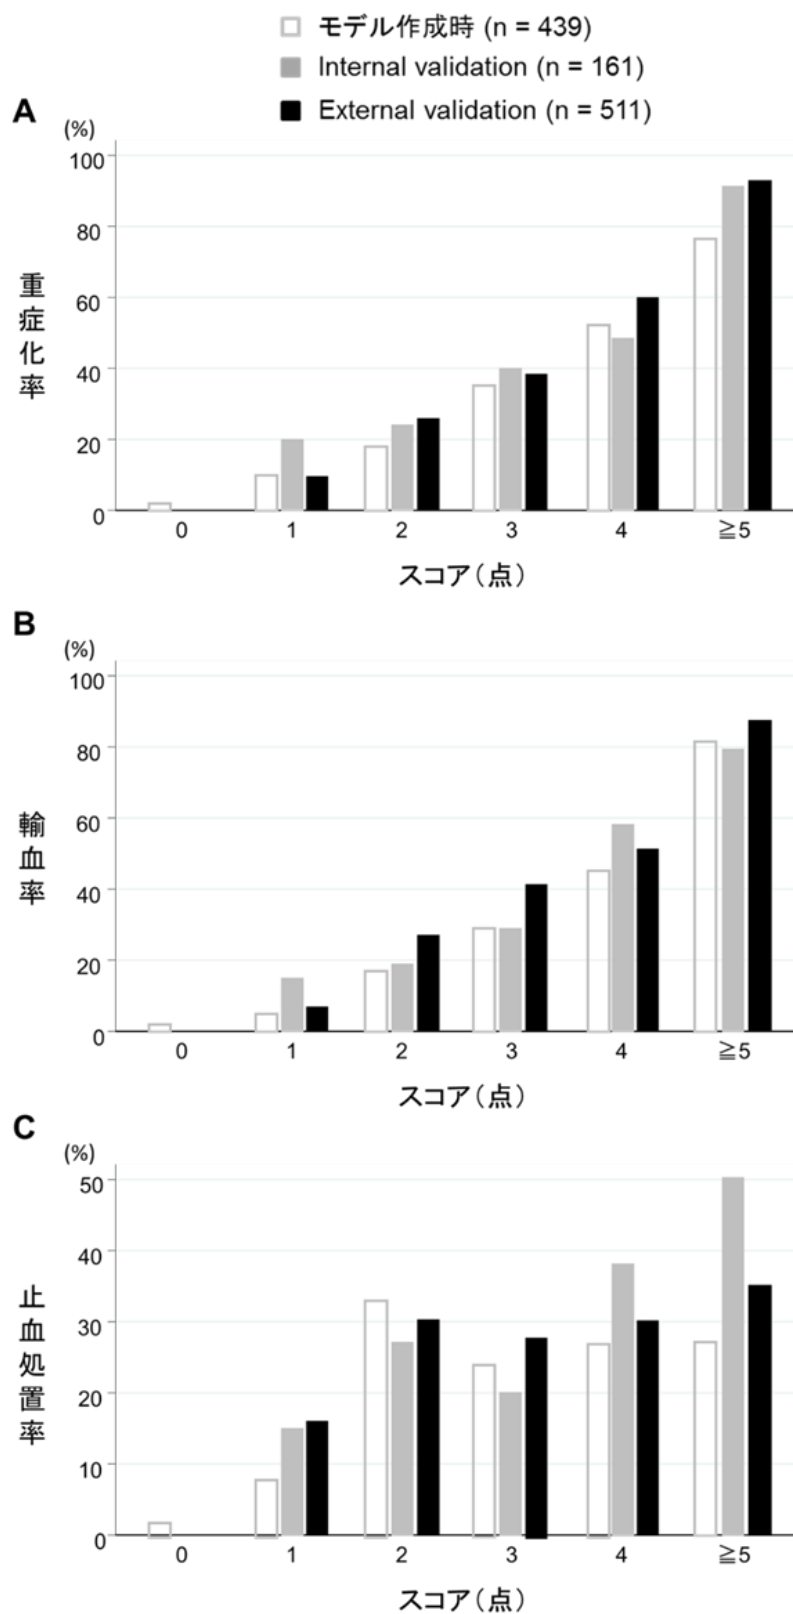 モデル作成時 (n = 439)
Internal validation (n = 161)
External validation (n = 511)
A
(%)
100
80
60
40
20
0
重症化率
0 1 2 3 4 ≧5
スコア（点）
B
(%)
100
80
60
40
20
0
輸血率
0 1 2 3 4 ≧5
スコア（点）
C
(%)
50
40
30
20
10
0
止血処置率
0 1 2 3 4 ≧5
スコア（点）